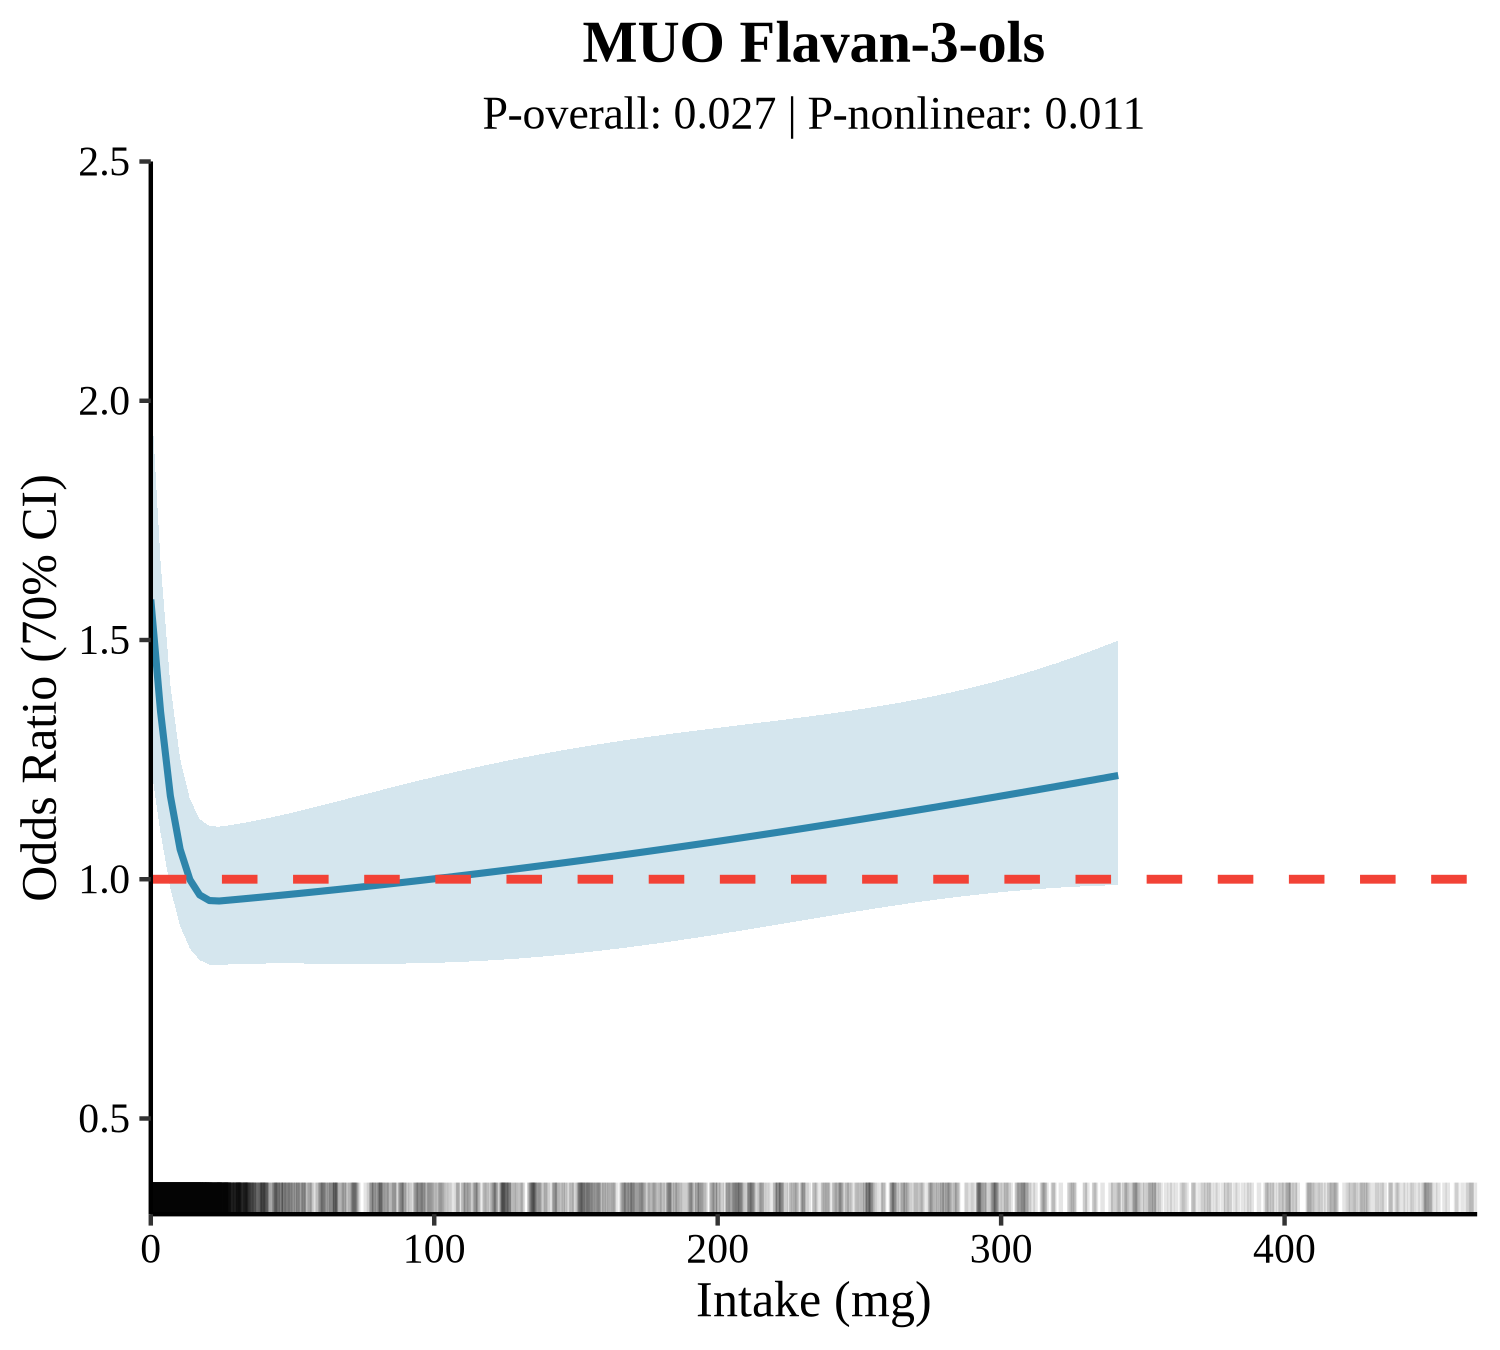 MUO Flavan-3-ols
P-overall: 0.027 | P-nonlinear: 0.011
2.5
2.0
1.5
1.0
0.5
Odds Ratio (70% CI)
0 100 200 300 400
Intake (mg)